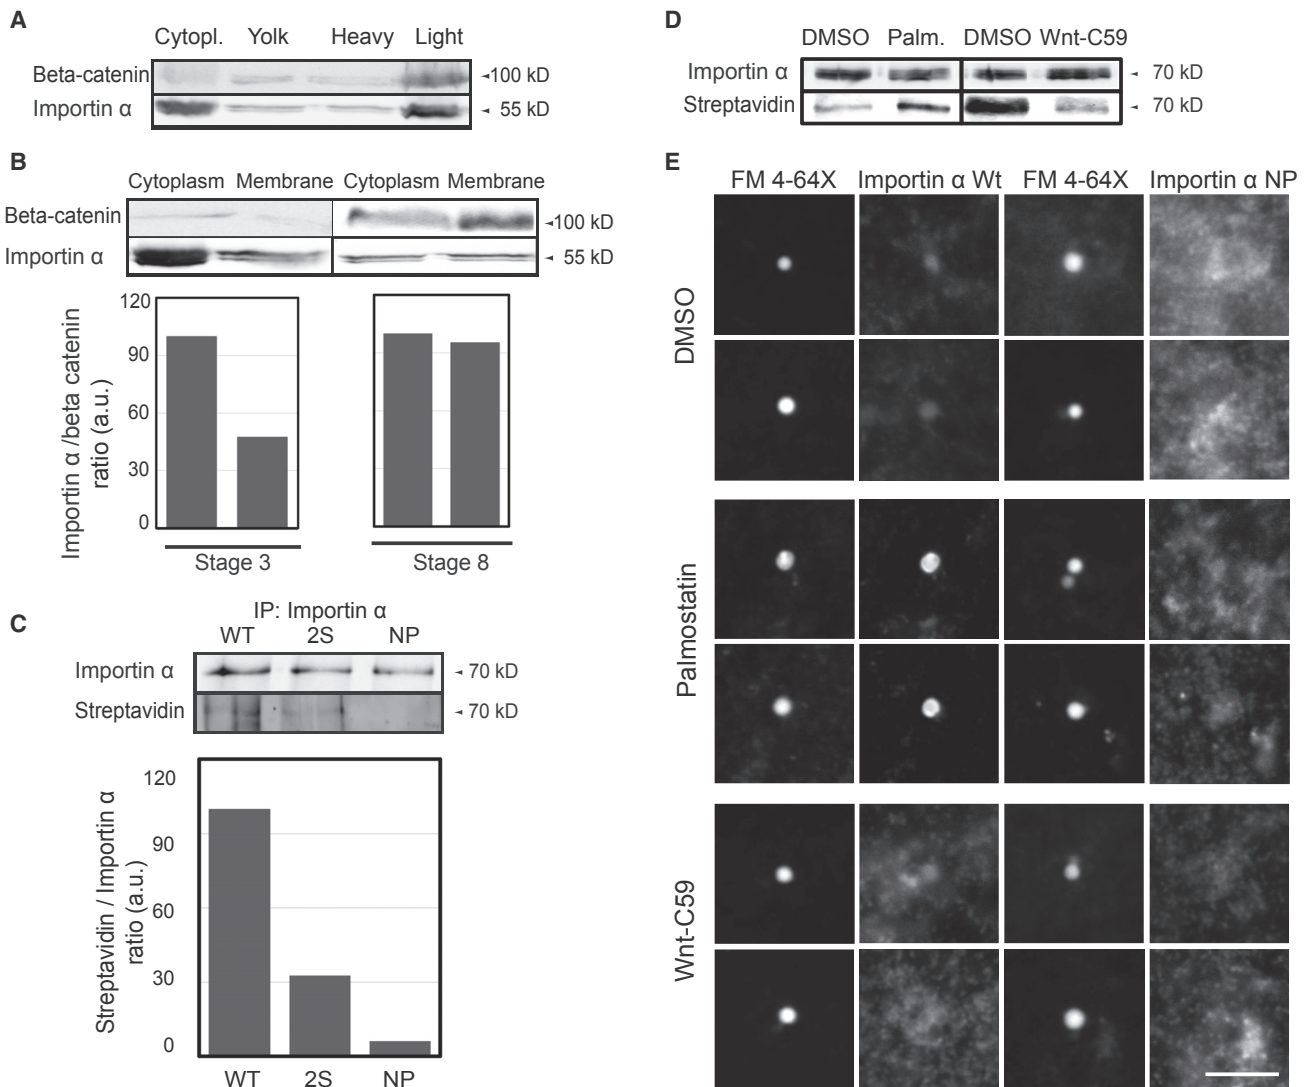 A
Cytopl. Yolk Heavy Light
Beta-catenin 100 kD
Importin α 55 kD
B
Cytoplasm Membrane Cytoplasm Membrane
Beta-catenin 100 kD
Importin α 55 kD
Importin α /beta catenin
ratio (a.u.)
120
90
60
30
0
Stage 3 Stage 8
C
IP: Importin α
WT 2S NP
Importin α 70 kD
Streptavidin 70 kD
Streptavidin / Importin α
ratio (a.u.)
120
90
60
30
0
WT 2S NP
D
DMSO Palm. DMSO Wnt-C59
Importin α 70 kD
Streptavidin 70 kD
E
FM 4-64X Importin α Wt FM 4-64X Importin α NP
DMSO
Palmostatin
Wnt-C59